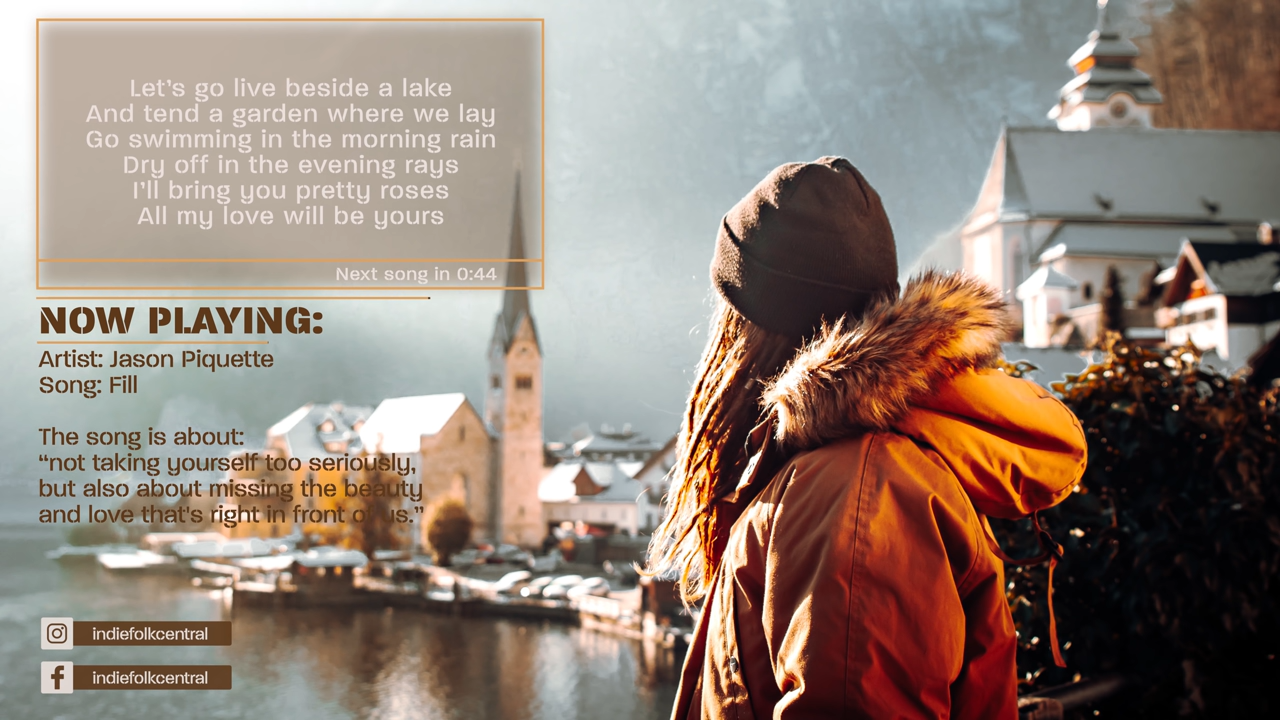 Let's go live beside a lake
And tend a garden where we lay
Go swimming in the morning rain
Dry off in the evening rays
I'll bring you pretty roses
All my love will be yours
Next song in 0:44
NOW PLAYING:
Artist: Jason Piquette
Song: Fill
The song is about:
“not taking yourself too seriously,
but also about missing the beauty
and love that's right in front of us.”
indiefolkcentral
indiefolkcentral